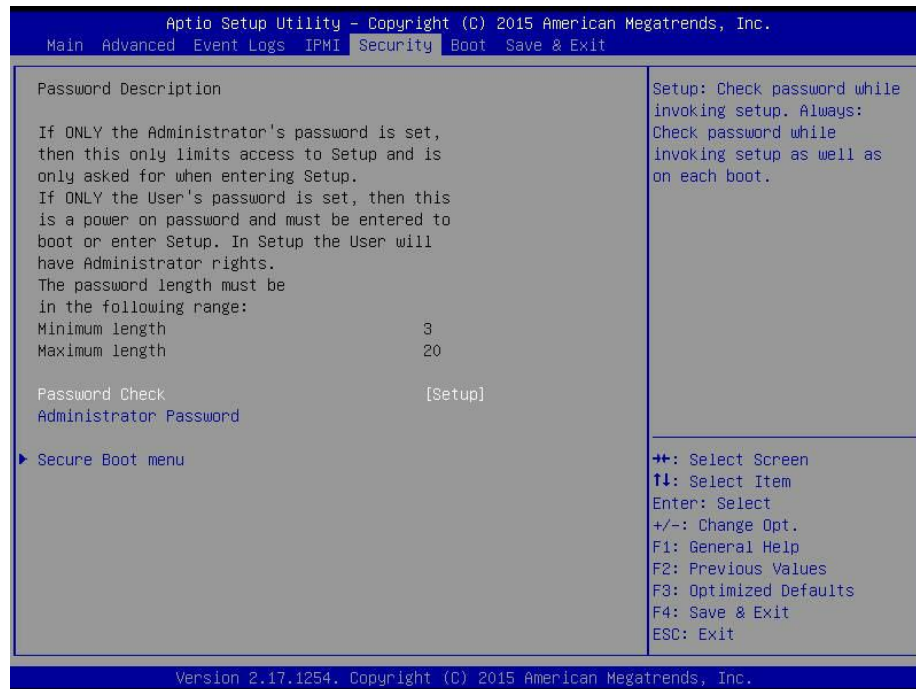 Aptio Setup Utility – Copyright (C) 2015 American Megatrends, Inc.
Main Advanced Event Logs IPMI Security Boot Save & Exit
Password Description
If ONLY the Administrator's password is set,
then this only limits access to Setup and is
only asked for when entering Setup.
If ONLY the User's password is set, then this
is a power on password and must be entered to
boot or enter Setup. In Setup the User will
have Administrator rights.
The password length must be
in the following range:
Minimum length 3
Maximum length 20
Password Check [Setup]
Administrator Password
Secure Boot menu
Setup: Check password while
invoking setup. Always:
Check password while
invoking setup as well as
on each boot.
→←: Select Screen
↑↓: Select Item
Enter: Select
+/-: Change Opt.
F1: General Help
F2: Previous Values
F3: Optimized Defaults
F4: Save & Exit
ESC: Exit
Version 2.17.1254. Copyright (C) 2015 American Megatrends, Inc.